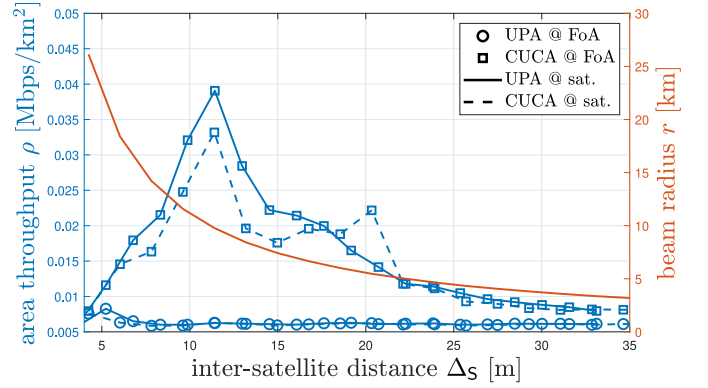 area throughput ρ [Mbps/km²]
0.05
0.045
0.04
0.035
0.03
0.025
0.02
0.015
0.01
0.005
UPA @ FoA
CUCA @ FoA
UPA @ sat.
CUCA @ sat.
30
25
20
15
10
5
0
beam radius r [km]
5 10 15 20 25 30 35
inter-satellite distance Δ_S [m]